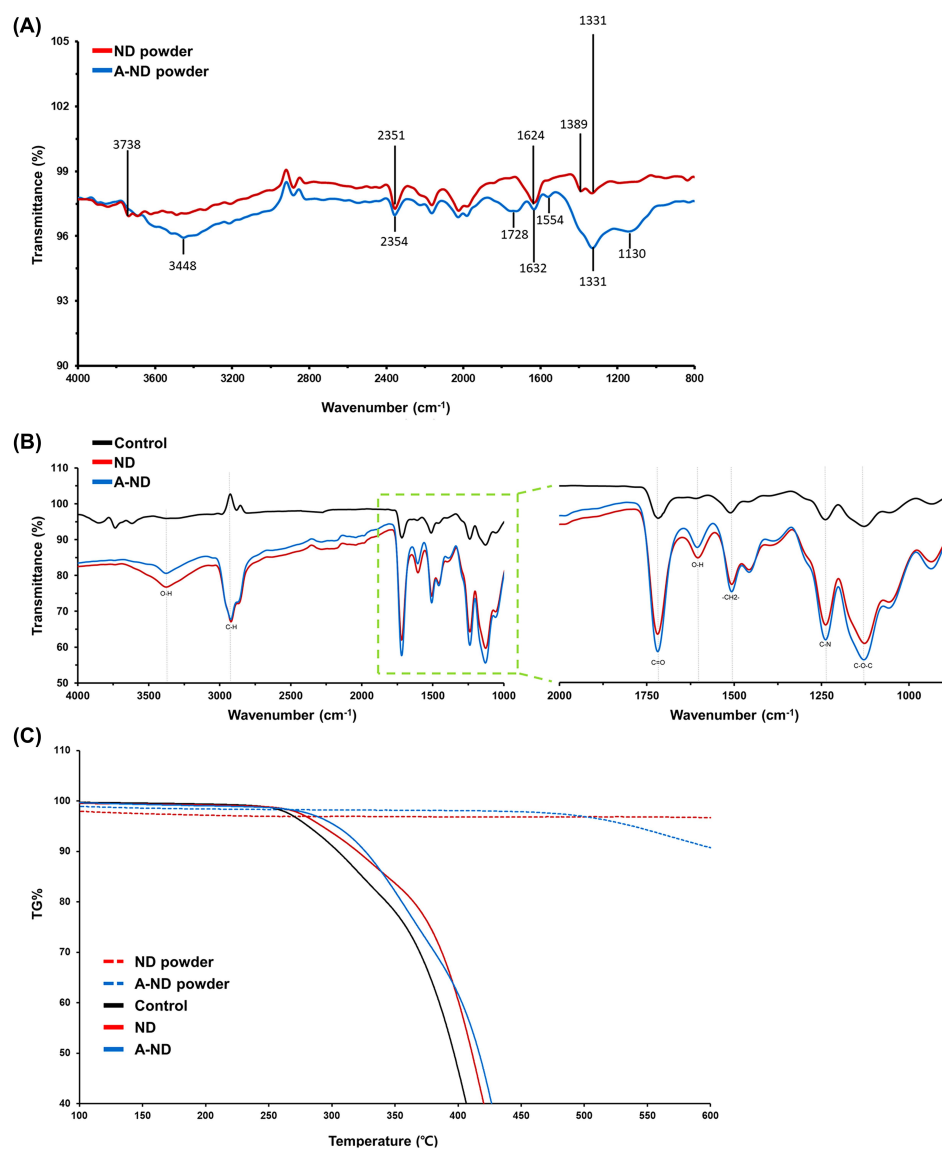 (A)
1331
105
ND powder
A-ND powder
102
3738
2351
1624
1389
99
Transmittance (%)
96
3448
2354
1728
1554
1632
1331
1130
93
90
4000 3600 3200 2800 2400 2000 1600 1200 800
Wavenumber (cm-1)
(B)
Control
ND
A-ND
110
100
90
80
70
60
50
Transmittance (%)
O-H
C-H
4000 3500 3000 2500 2000 1500 1000
Wavenumber (cm-1)
C=O
O-H
-CH2-
C-N
C-O-C
2000 1750 1500 1250 1000
Wavenumber (cm-1)
(C)
110
100
90
80
70
60
50
40
TG%
ND powder
A-ND powder
Control
ND
A-ND
100 150 200 250 300 350 400 450 500 550 600
Temperature (℃)